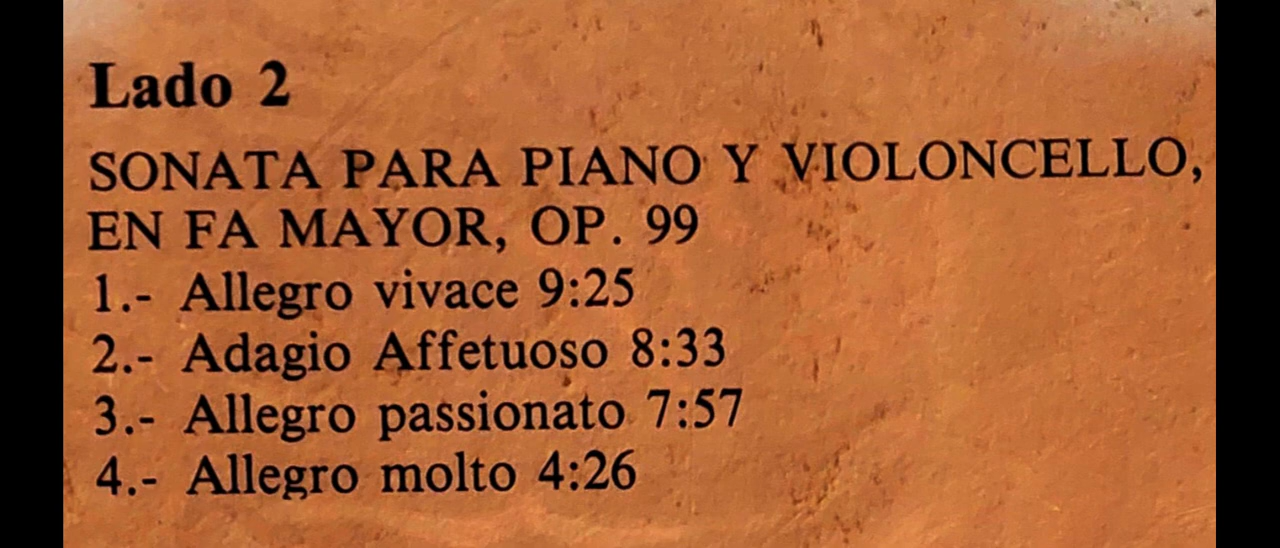 Lado 2
SONATA PARA PIANO Y VIOLONCELLO,
EN FA MAYOR, OP. 99
1.- Allegro vivace 9:25
2.- Adagio Affetuoso 8:33
3.- Allegro passionato 7:57
4.- Allegro molto 4:26